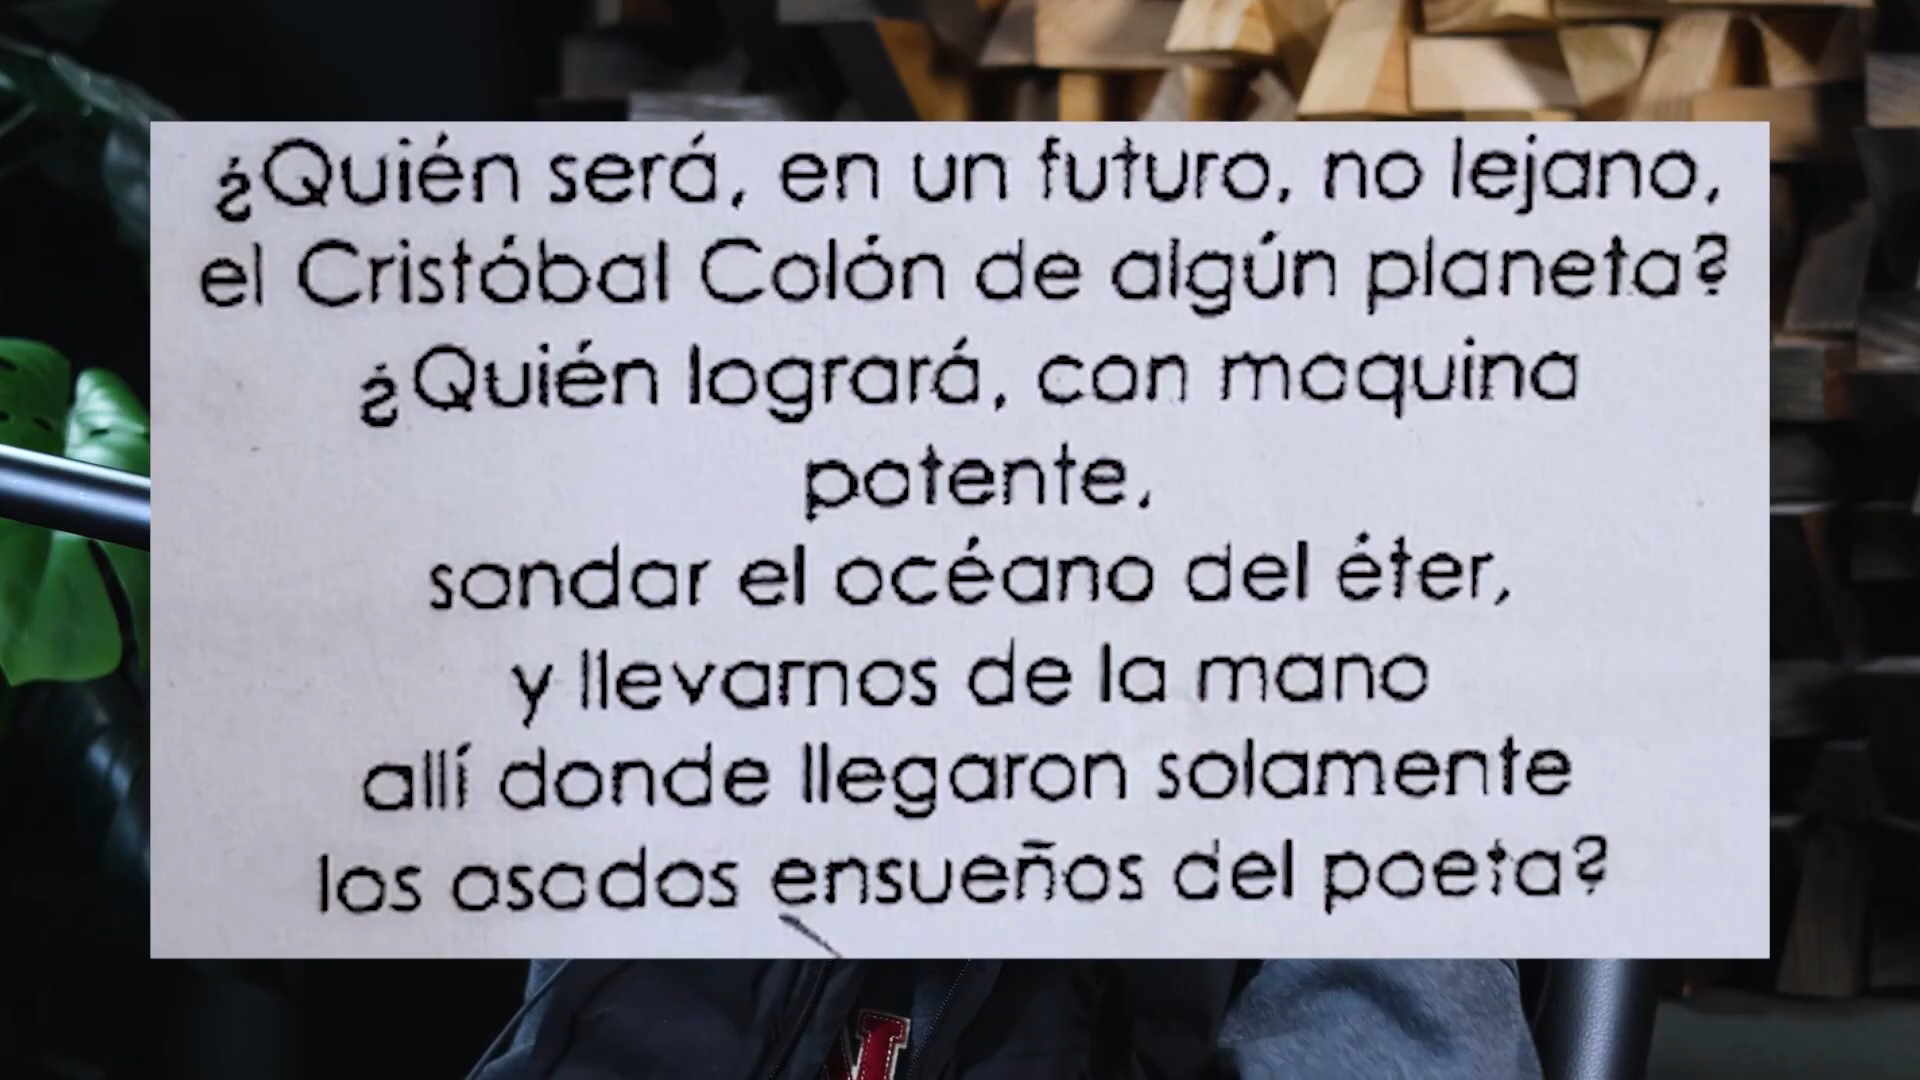 ¿Quién será, en un futuro, no lejano,
el Cristóbal Colón de algún planeta?
¿Quién logrará, con maquina
potente,
sondar el océano del éter,
y llevarnos de la mano
allí donde llegaron solamente
los osados ensueños del poeta?